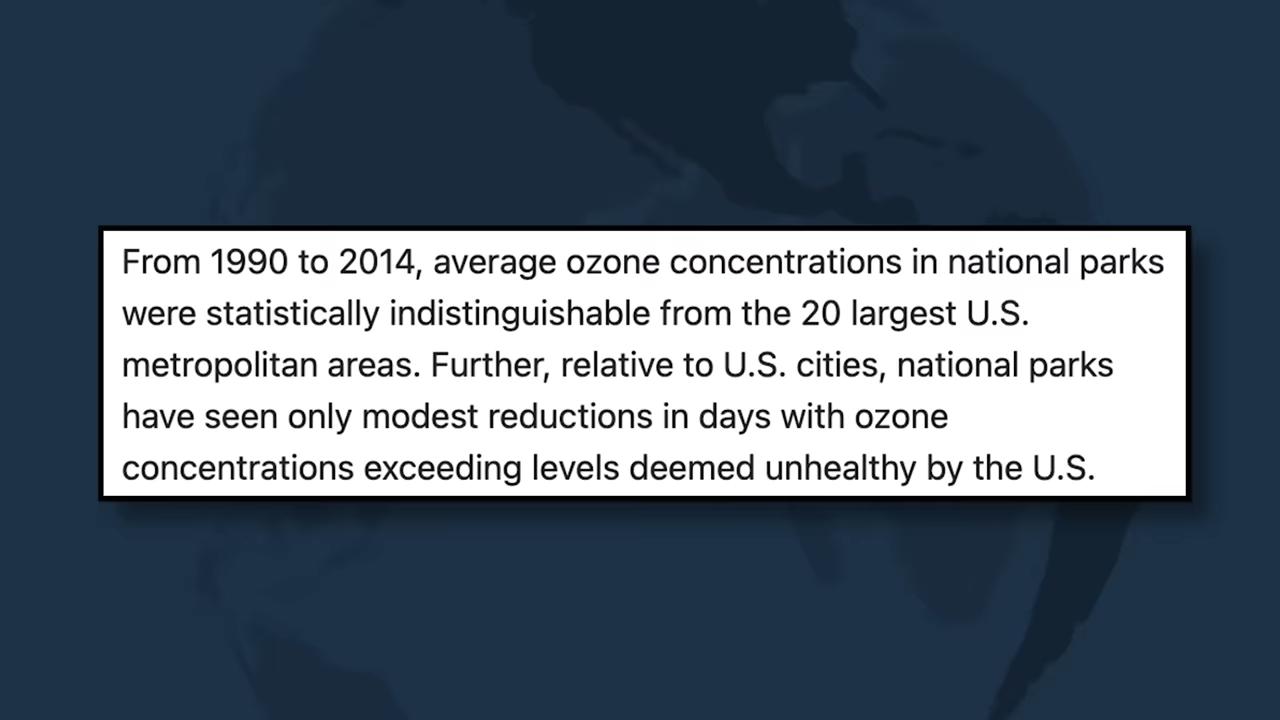 From 1990 to 2014, average ozone concentrations in national parks
were statistically indistinguishable from the 20 largest U.S.
metropolitan areas. Further, relative to U.S. cities, national parks
have seen only modest reductions in days with ozone
concentrations exceeding levels deemed unhealthy by the U.S.